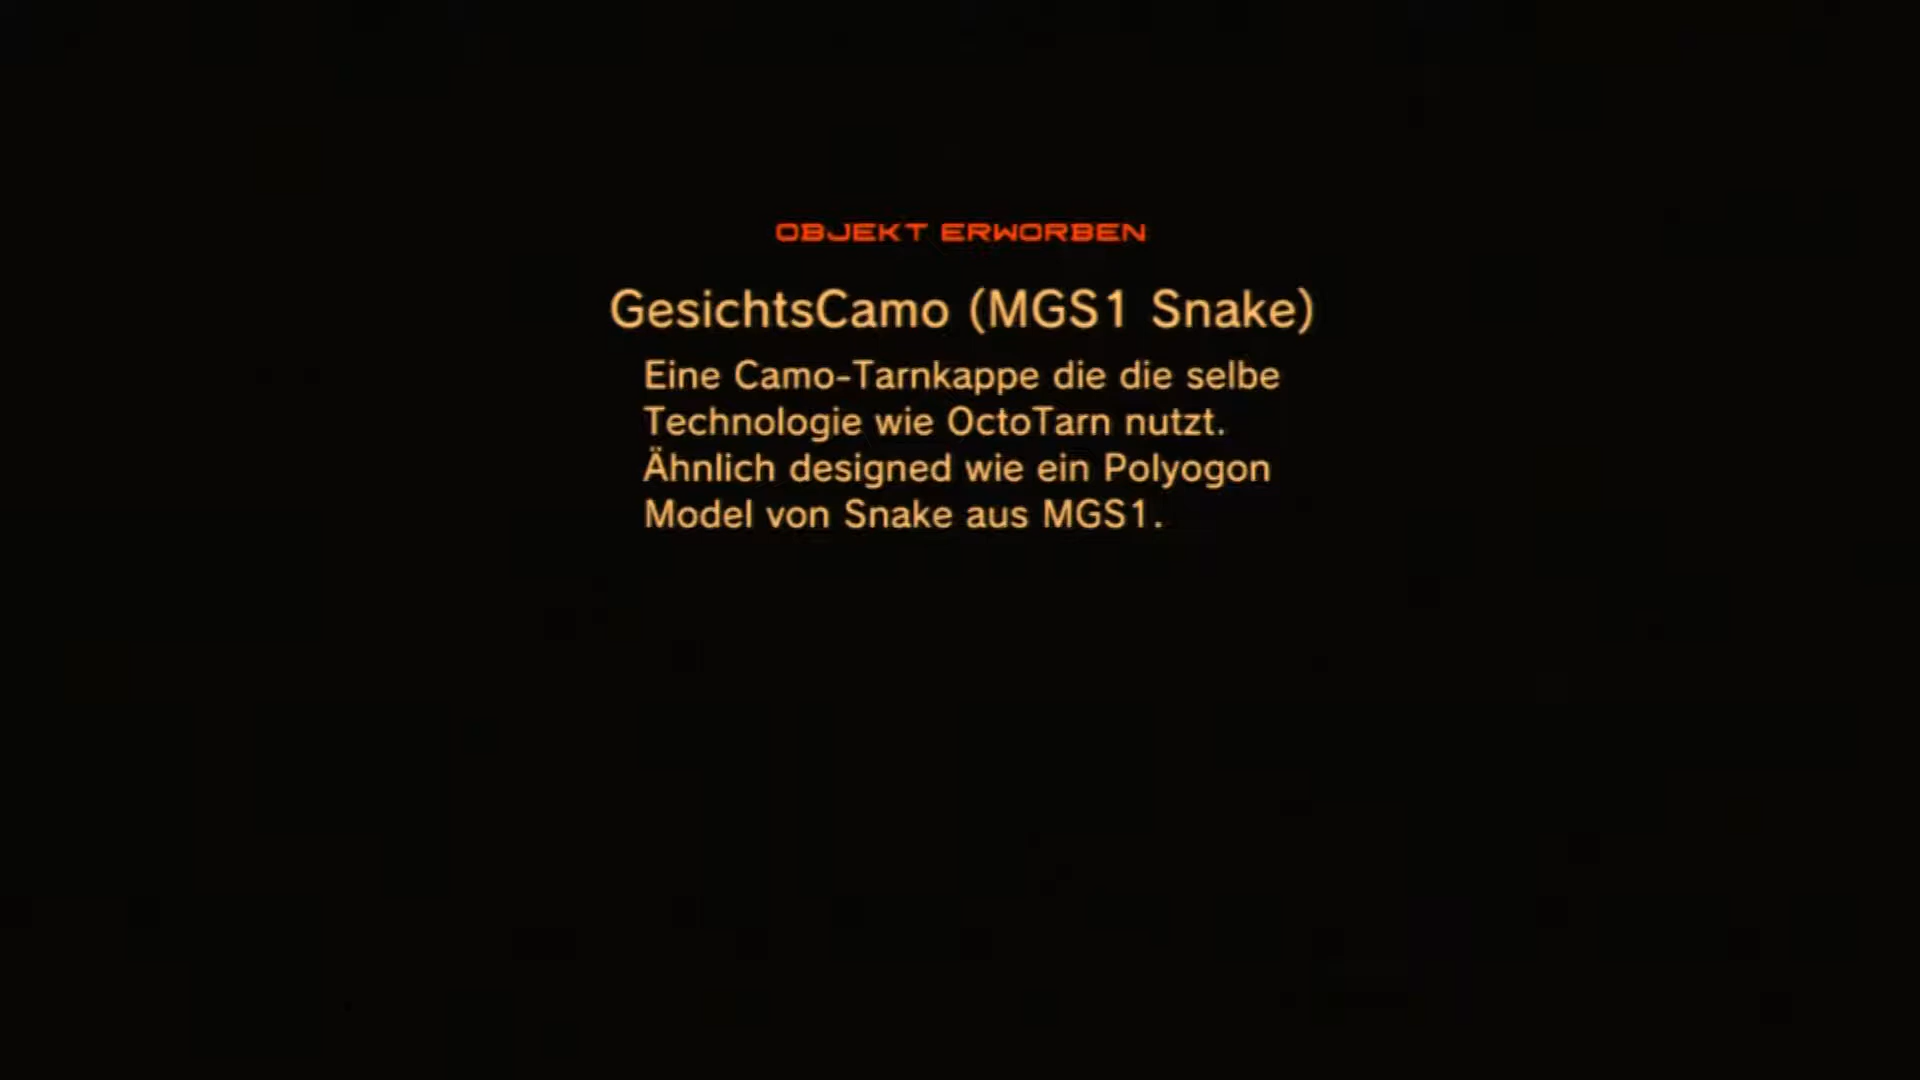 OBJEKT ERWORBEN
GesichtsCamo (MGS1 Snake)
Eine Camo-Tarnkappe die die selbe
Technologie wie OctoTarn nutzt.
Ähnlich designed wie ein Polyogon
Model von Snake aus MGS1.